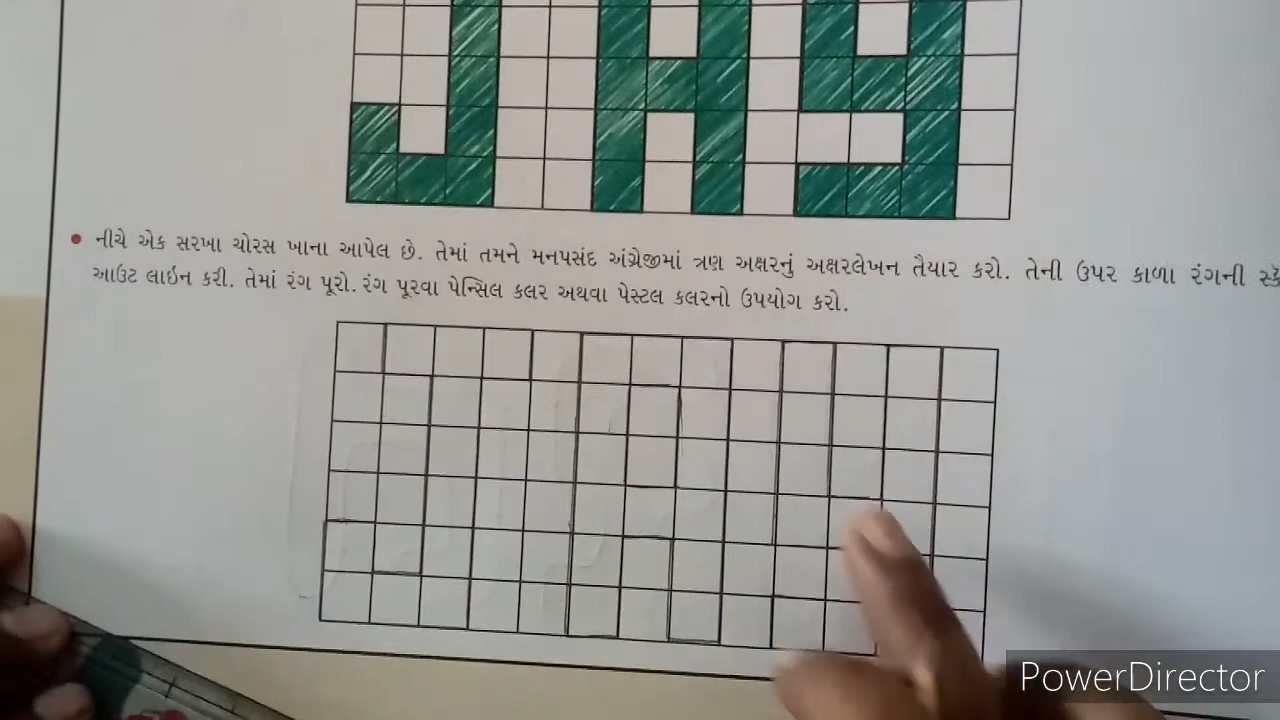 JAY
નીચે એક સરખા ચોરસ ખાના આપેલ છે. તેમાં તમને મનપસંદ અંગ્રેજીમાં ત્રણ અક્ષરનું અક્ષરલેખન તૈયાર કરો. તેની ઉપર કાળા રંગની
આઉટ લાઇન કરી. તેમાં રંગ પૂરો. રંગ પૂરવા પેન્સિલ કલર અથવા પેસ્ટલ કલરનો ઉપયોગ કરો.
PowerDirector